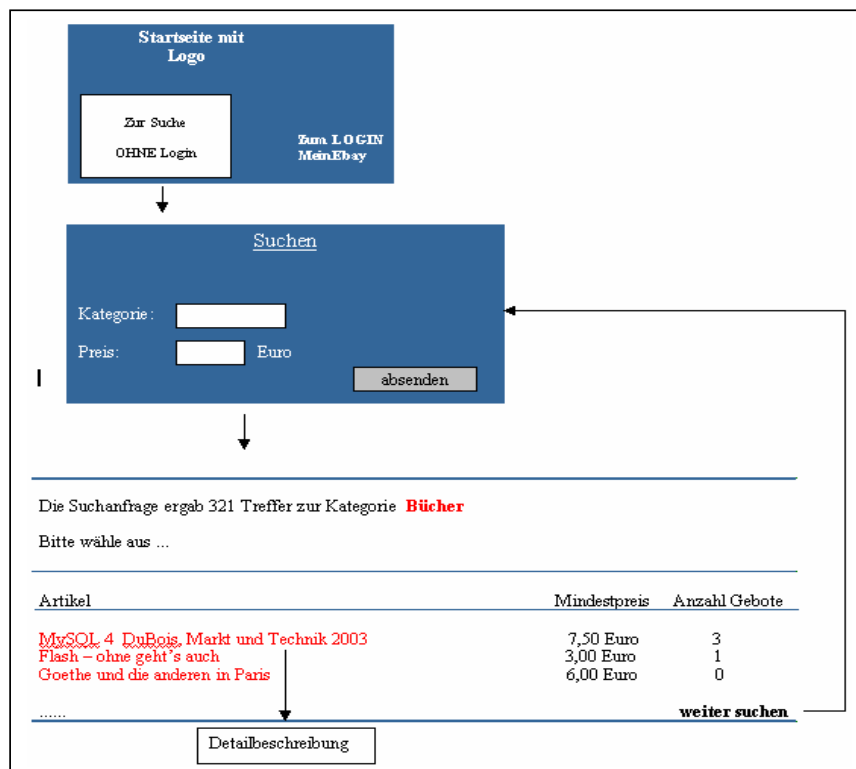 Startseite mit
Logo
Zur Suche
OHNE Login
Zum LOGIN
MeinEbay
Suchen
Kategorie:
Preis: Euro
absenden
Die Suchanfrage ergab 321 Treffer zur Kategorie Bücher
Bitte wähle aus ...
Artikel Mindestpreis Anzahl Gebote
MySQL 4 DuBois, Markt und Technik 2003 7,50 Euro 3
Flash – ohne geht's auch 3,00 Euro 1
Goethe und die anderen in Paris 6,00 Euro 0
...... weiter suchen
Detailbeschreibung